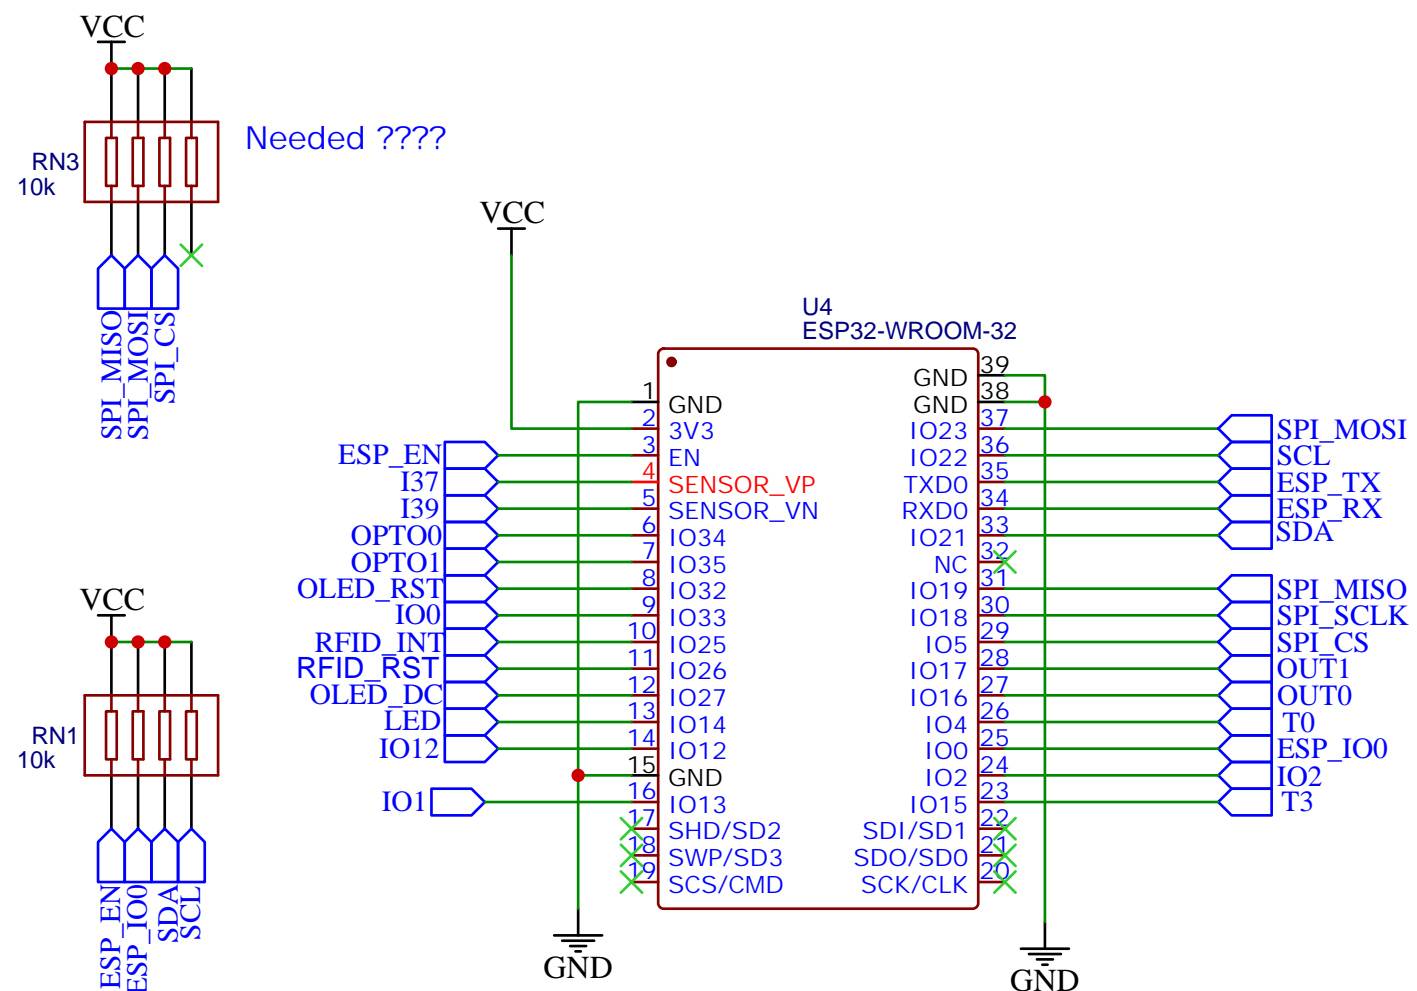 VCC
Needed ????
RN3
10k
SPI_MISO
SPI_MOSI
SPI_CS
VCC
RN1
10k
ESP_EN
ESP_IO0
SDA
SCL
VCC
U4
ESP32-WROOM-32
ESP_EN
I37
I39
OPTO0
OPTO1
OLED_RST
IO0
RFID_INT
RFID_RST
OLED_DC
LED
IO12
IO1
1 GND
2 3V3
3 EN
4 SENSOR_VP
5 SENSOR_VN
6 IO34
7 IO35
8 IO32
9 IO33
10 IO25
11 IO26
12 IO27
13 IO14
14 IO12
15 GND
16 IO13
17 SHD/SD2
18 SWP/SD3
19 SCS/CMD
GND 39
GND 38
IO23 37
IO22 36
TXD0 35
RXD0 34
IO21 33
NC 32
IO19 31
IO18 30
IO5 29
IO17 28
IO16 27
IO4 26
IO0 25
IO2 24
IO15 23
SDI/SD1 22
SDO/SD0 21
SCK/CLK 20
SPI_MOSI
SCL
ESP_TX
ESP_RX
SDA
SPI_MISO
SPI_SCLK
SPI_CS
OUT1
OUT0
T0
ESP_IO0
IO2
T3
GND
GND